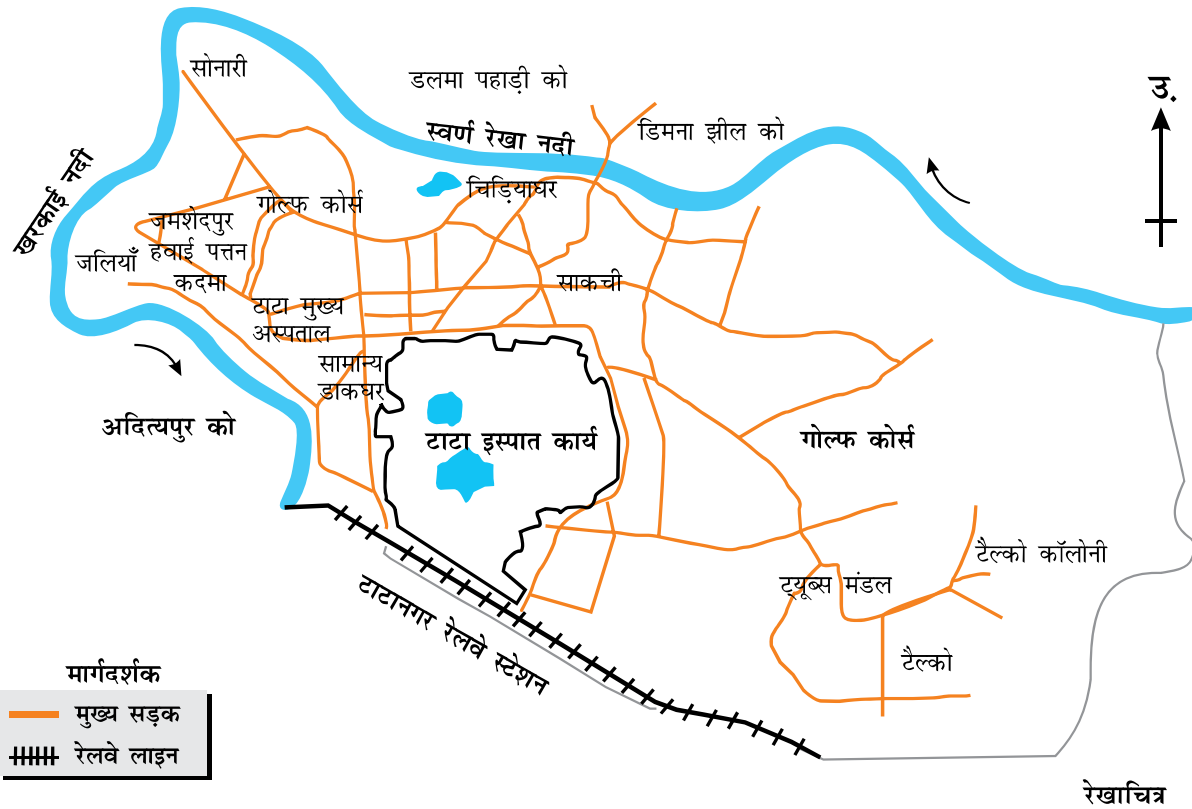 सोनारी
डलमा पहाड़ी को
उ.
स्वर्ण रेखा नदी
डिमना झील को
खरकाई नदी
चिड़ियाघर
गोल्फ कोर्स
जमशेदपुर
हवाई पत्तन
जलियाँ
कदमा
साकची
टाटा मुख्य
अस्पताल
सामान्य
डाकघर
अदित्यपुर को
टाटा इस्पात कार्य
गोल्फ कोर्स
टैल्को कॉलोनी
ट्यूब्स मंडल
टाटानगर रेलवे स्टेशन
टैल्को
मार्गदर्शक
मुख्य सड़क
रेलवे लाइन
रेखाचित्र